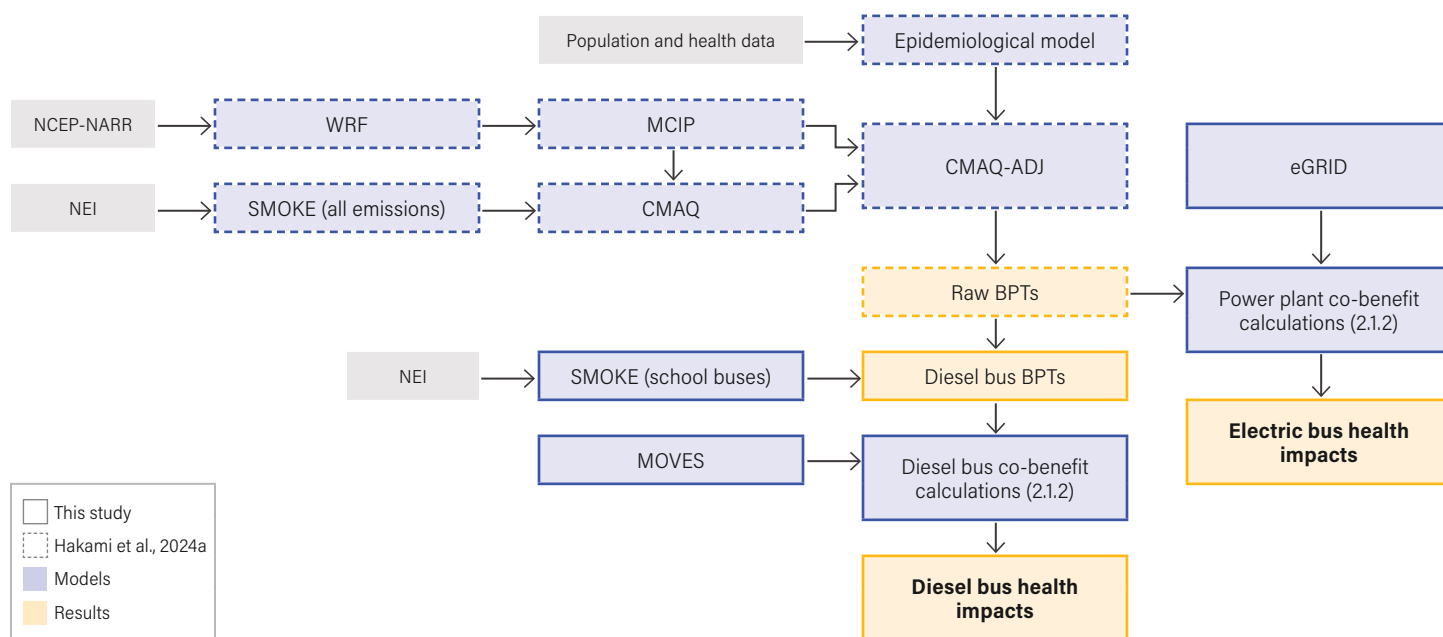 Population and health data
Epidemiological model
NCEP-NARR
WRF
MCIP
CMAQ-ADJ
eGRID
NEI
SMOKE (all emissions)
CMAQ
Raw BPTs
Power plant co-benefit
calculations (2.1.2)
NEI
SMOKE (school buses)
Diesel bus BPTs
Electric bus health
impacts
MOVES
Diesel bus co-benefit
calculations (2.1.2)
Diesel bus health
impacts
This study
Hakami et al., 2024a
Models
Results